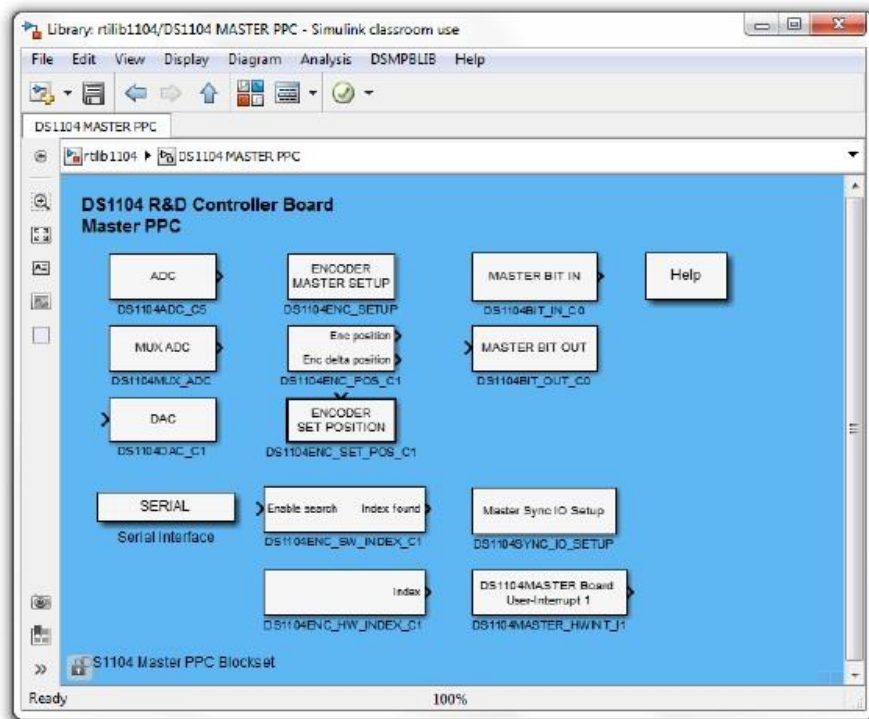 Library: rtilib1104/DS1104 MASTER PPC - Simulink classroom use
File Edit View Display Diagram Analysis DSMPBLIB Help
DS1104 MASTER PPC
rtilib1104 DS1104 MASTER PPC
DS1104 R&D Controller Board
Master PPC
ADC
DS1104ADC_C5
ENCODER
MASTER SETUP
DS1104ENC_SETUP
MASTER BIT IN
DS1104BIT_IN_C0
Help
MUX ADC
DS1104MUX_ADC
Enc position
Enc delta position
DS1104ENC_POS_C1
MASTER BIT OUT
DS1104BIT_OUT_C0
DAC
DS1104DAC_C1
ENCODER
SET POSITION
DS1104ENC_SET_POS_C1
SERIAL
Serial Interface
Enable search Index found
DS1104ENC_SW_INDEX_C1
Master Sync IO Setup
DS1104SYNC_IO_SETUP
Index
DS1104ENC_HW_INDEX_C1
DS1104MASTER Board
User-Interrupt 1
DS1104MASTER_HWINT_I1
S1104 Master PPC Blockset
Ready 100%